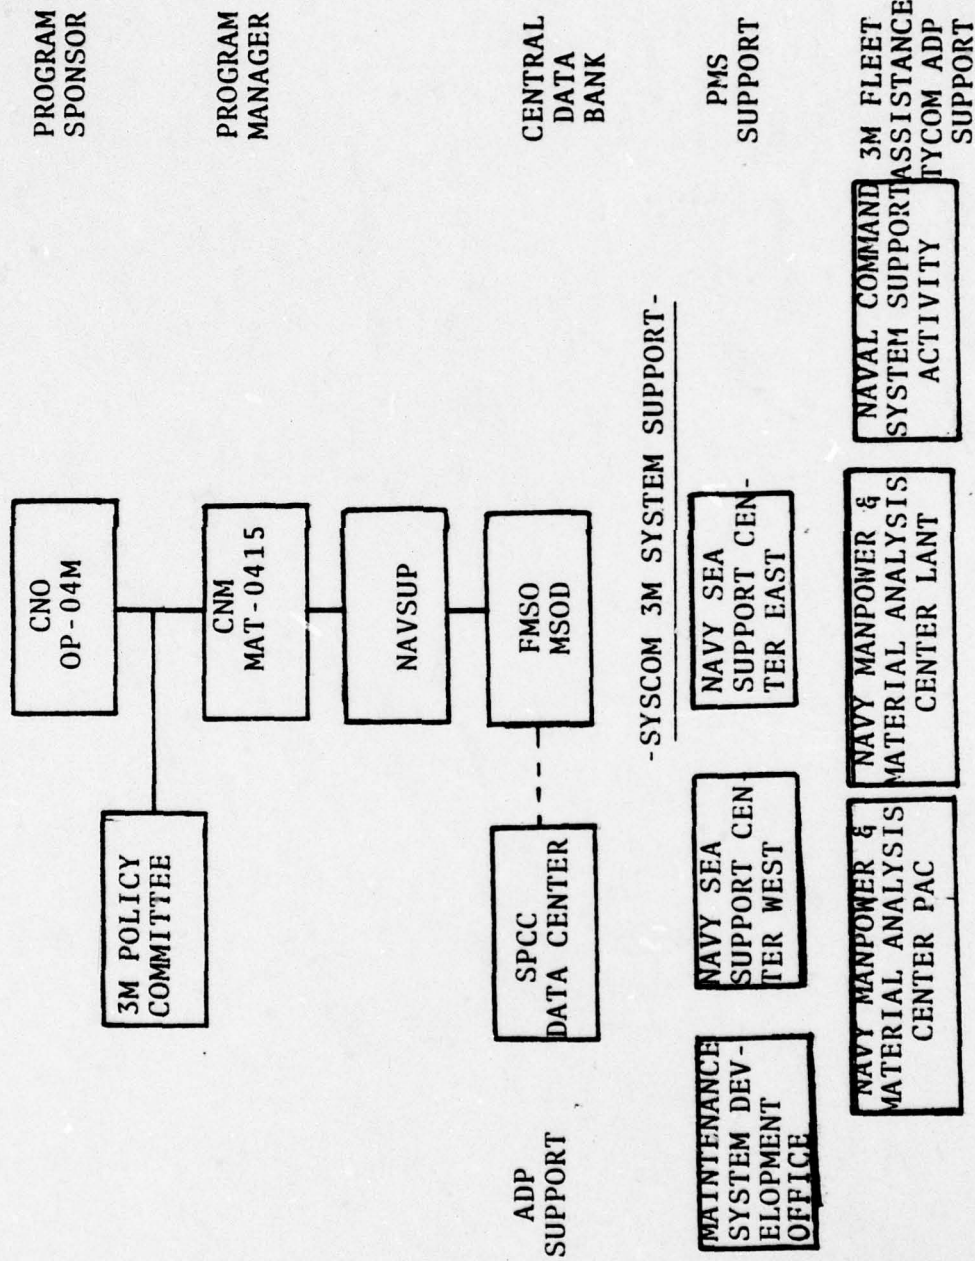 CNO
OP-04M
PROGRAM
SPONSOR
3M POLICY
COMMITTEE
CNM
MAT-0415
PROGRAM
MANAGER
NAVSUP
ADP
SUPPORT
SPCC
DATA CENTER
FMSO
MSOD
CENTRAL
DATA
BANK
-SYSCOM 3M SYSTEM SUPPORT-
MAINTENANCE
SYSTEM DEV-
ELOPMENT
OFFICE
NAVY SEA
SUPPORT CEN-
TER WEST
NAVY SEA
SUPPORT CEN-
TER EAST
PMS
SUPPORT
NAVY MANPOWER &
MATERIAL ANALYSIS
CENTER PAC
NAVY MANPOWER &
MATERIAL ANALYSIS
CENTER LANT
NAVAL COMMAND
SYSTEM SUPPORT
ACTIVITY
3M FLEET
ASSISTANCE
TYCOM ADP
SUPPORT